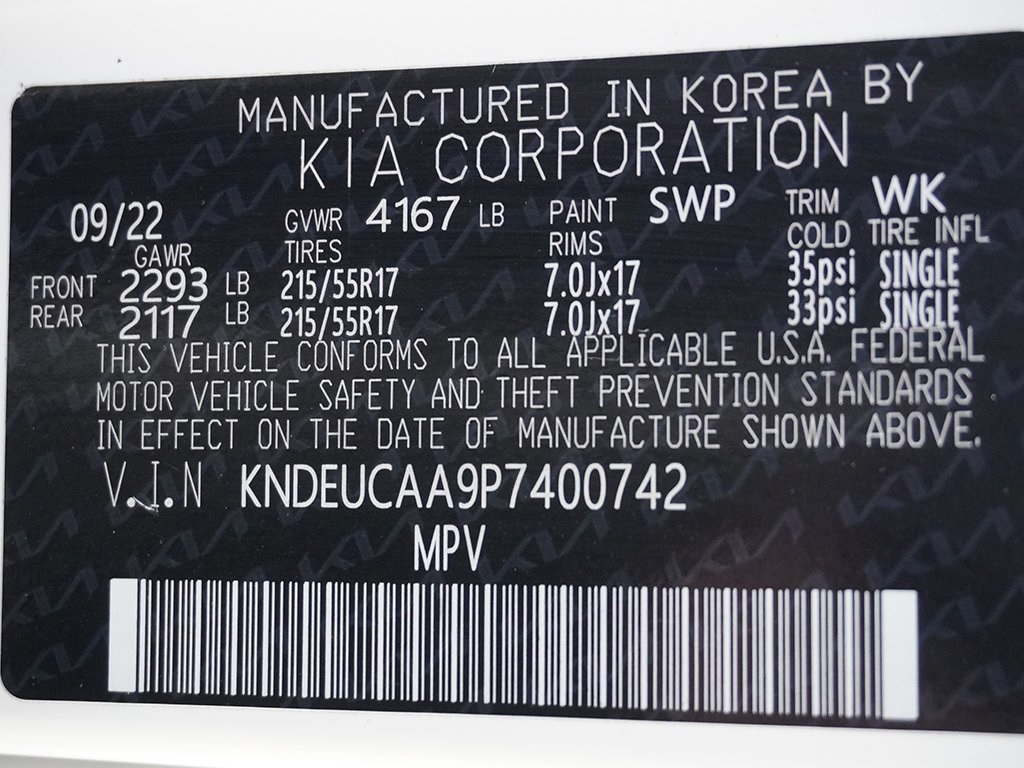 MANUFACTURED IN KOREA BY
KIA CORPORATION
09/22 GVWR 4167 LB PAINT SWP TRIM WK
GAWR TIRES RIMS COLD TIRE INFL
FRONT 2293 LB 215/55R17 7.0Jx17 35psi SINGLE
REAR 2117 LB 215/55R17 7.0Jx17 33psi SINGLE
THIS VEHICLE CONFORMS TO ALL APPLICABLE U.S.A. FEDERAL
MOTOR VEHICLE SAFETY AND THEFT PREVENTION STANDARDS
IN EFFECT ON THE DATE OF MANUFACTURE SHOWN ABOVE.
V.I.N KNDEUCAA9P7400742
MPV